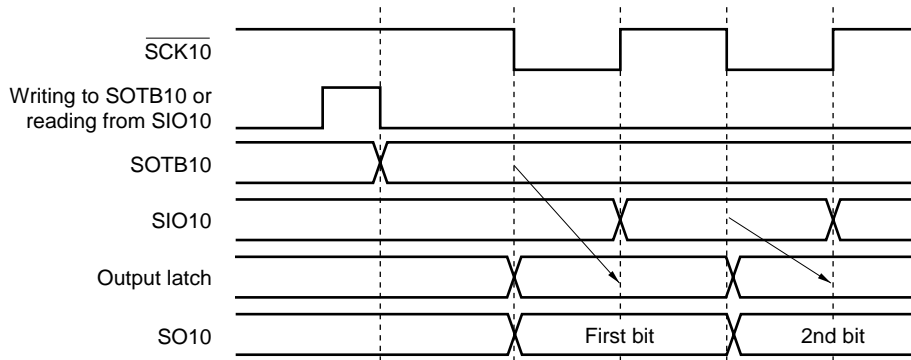 SCK10
Writing to SOTB10 or
reading from SIO10
SOTB10
SIO10
Output latch
SO10
First bit
2nd bit